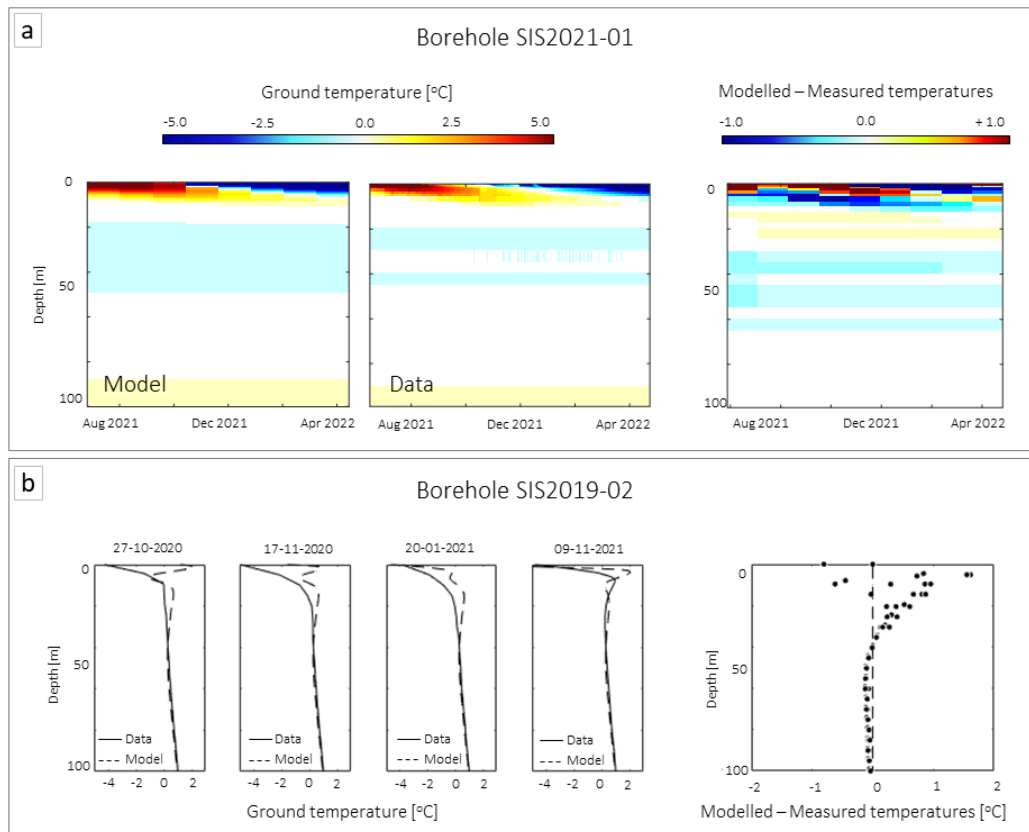 a
Borehole SIS2021-01
Ground temperature [°C]
Modelled – Measured temperatures
-5.0 -2.5 0.0 2.5 5.0
-1.0 0.0 + 1.0
0
50
100
Depth [m]
Model
Aug 2021 Dec 2021 Apr 2022
Data
Aug 2021 Dec 2021 Apr 2022
0
50
100
Aug 2021 Dec 2021 Apr 2022
b
Borehole SIS2019-02
27-10-2020 17-11-2020 20-01-2021 09-11-2021
0
50
100
Depth [m]
Data
Model
Data
Model
Data
Model
Data
Model
-4 -2 0 2
-4 -2 0 2
-4 -2 0 2
-4 -2 0 2
Ground temperature [°C]
0
50
100
Depth [m]
-2 -1 0 1 2
Modelled – Measured temperatures [°C]